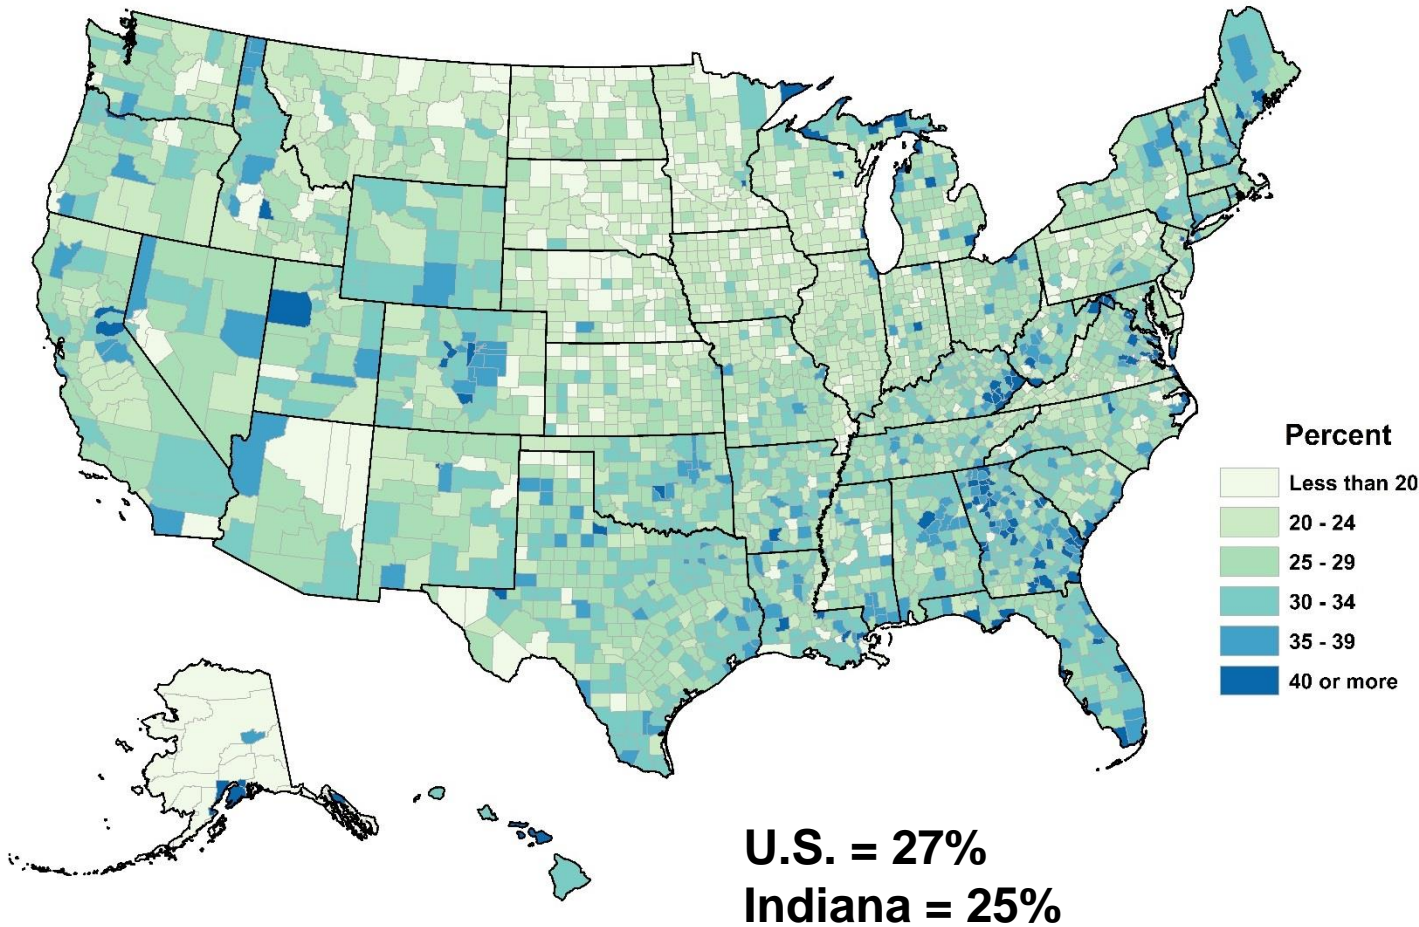 Percent
Less than 20
20 - 24
25 - 29
30 - 34
35 - 39
40 or more
U.S. = 27%
Indiana = 25%